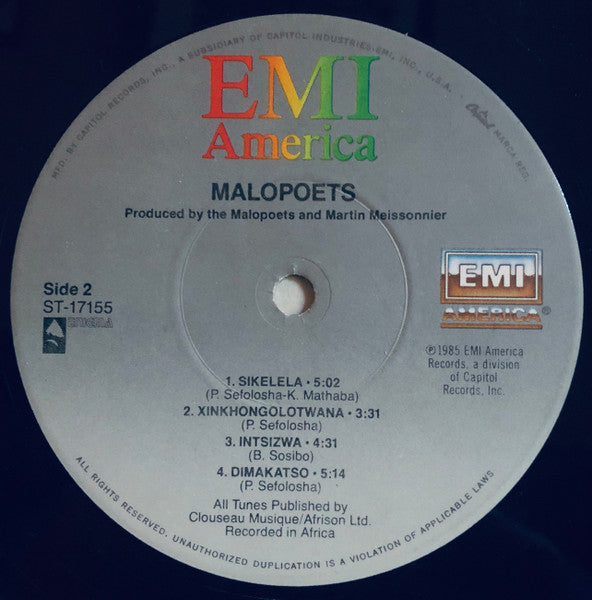 MFD. BY CAPITOL RECORDS, INC., A SUBSIDIARY OF CAPITOL INDUSTRIES-EMI, INC., U.S.A. • Capitol MARCA REG.
EMI
America
MALOPOETS
Produced by the Malopoets and Martin Meissonnier
Side 2
ST-17155
enigma
EMI
AMERICA®
℗1985 EMI America
Records, a division
of Capitol
Records, Inc.
1. SIKELELA • 5:02
(P. Sefolosha-K. Mathaba)
2. XINKHONGOLOTWANA • 3:31
(P. Sefolosha)
3. INTSIZWA • 4:31
(B. Sosibo)
4. DIMAKATSO • 5:14
(P. Sefolosha)
All Tunes Published by
Clouseau Musique/Afrison Ltd.
Recorded in Africa
ALL RIGHTS RESERVED. UNAUTHORIZED DUPLICATION IS A VIOLATION OF APPLICABLE LAWS.